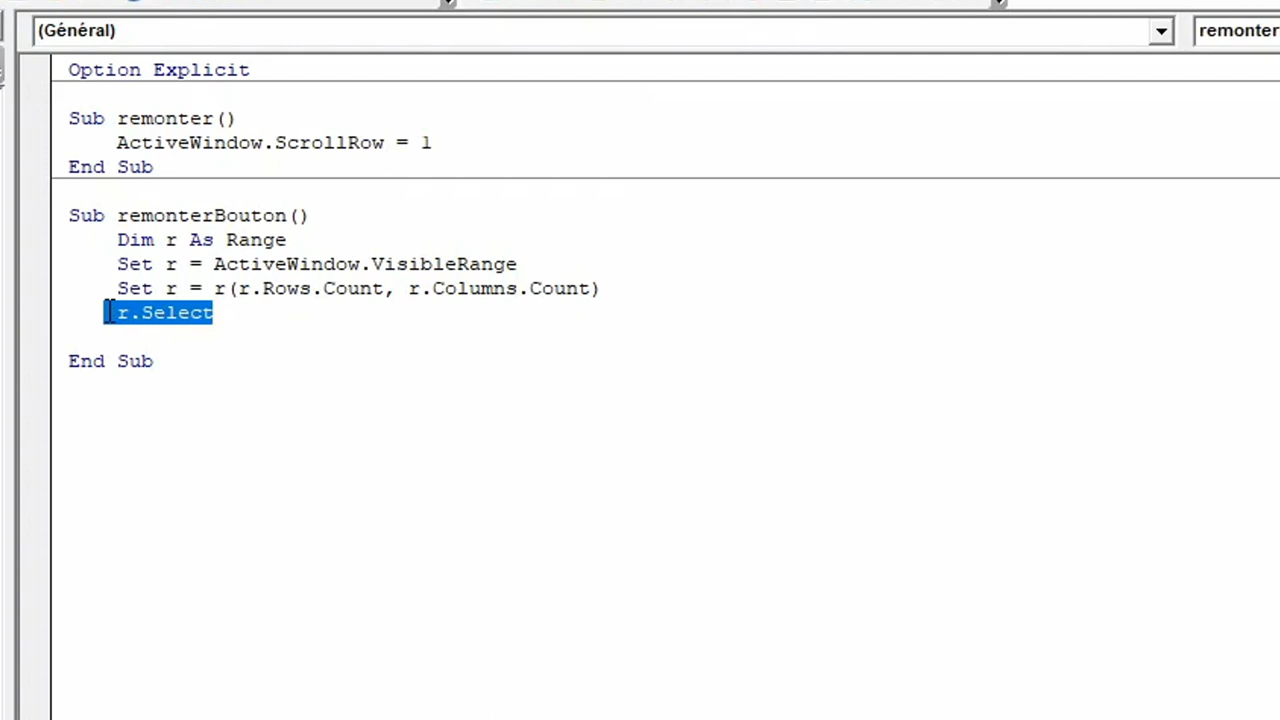 (Général)
remonter
Option Explicit
Sub remonter()
ActiveWindow.ScrollRow = 1
End Sub
Sub remonterBouton()
Dim r As Range
Set r = ActiveWindow.VisibleRange
Set r = r(r.Rows.Count, r.Columns.Count)
r.Select
End Sub